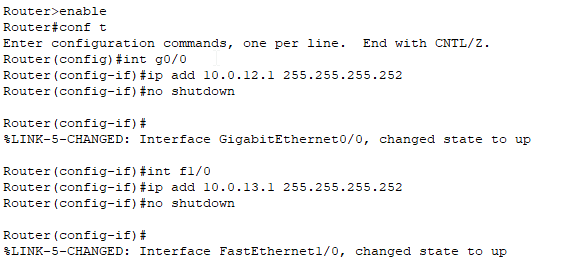 Router>enable
Router#conf t
Enter configuration commands, one per line.  End with CNTL/Z.
Router(config)#int g0/0
Router(config-if)#ip add 10.0.12.1 255.255.255.252
Router(config-if)#no shutdown
Router(config-if)#
%LINK-5-CHANGED: Interface GigabitEthernet0/0, changed state to up
Router(config-if)#int f1/0
Router(config-if)#ip add 10.0.13.1 255.255.255.252
Router(config-if)#no shutdown
Router(config-if)#
%LINK-5-CHANGED: Interface FastEthernet1/0, changed state to up